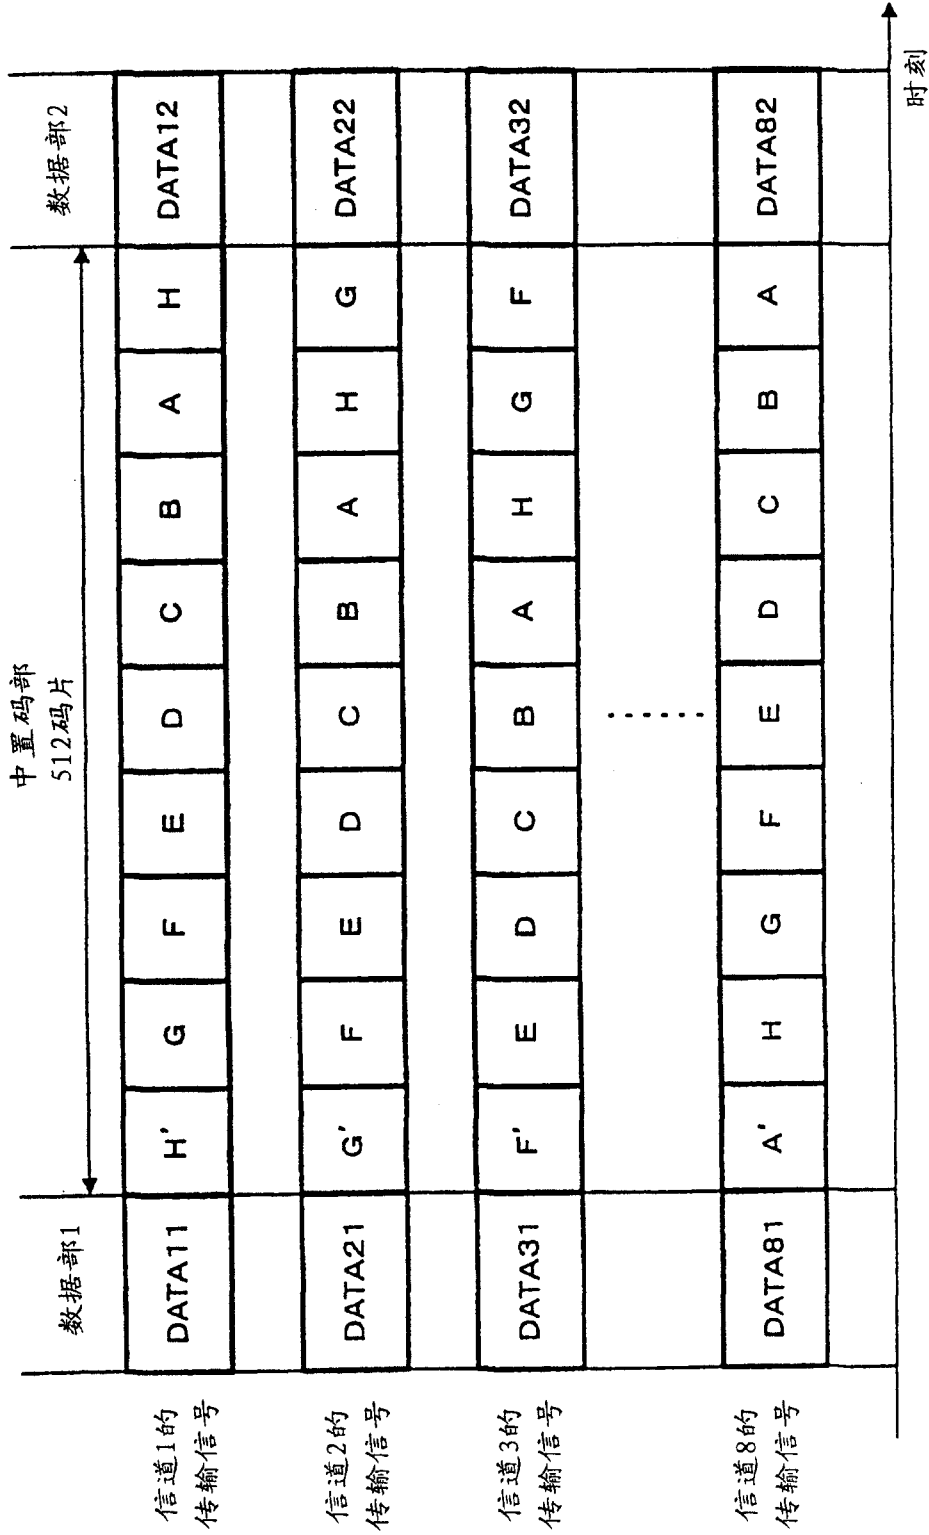 中置码部
512码片
数据部1
数据部2
信道1的
传输信号
DATA11 H' G F E D C B A H DATA12
信道2的
传输信号
DATA21 G' F E D C B A H G DATA22
信道3的
传输信号
DATA31 F' E D C B A H G F DATA32
信道8的
传输信号
DATA81 A' H G F E D C B A DATA82
时刻